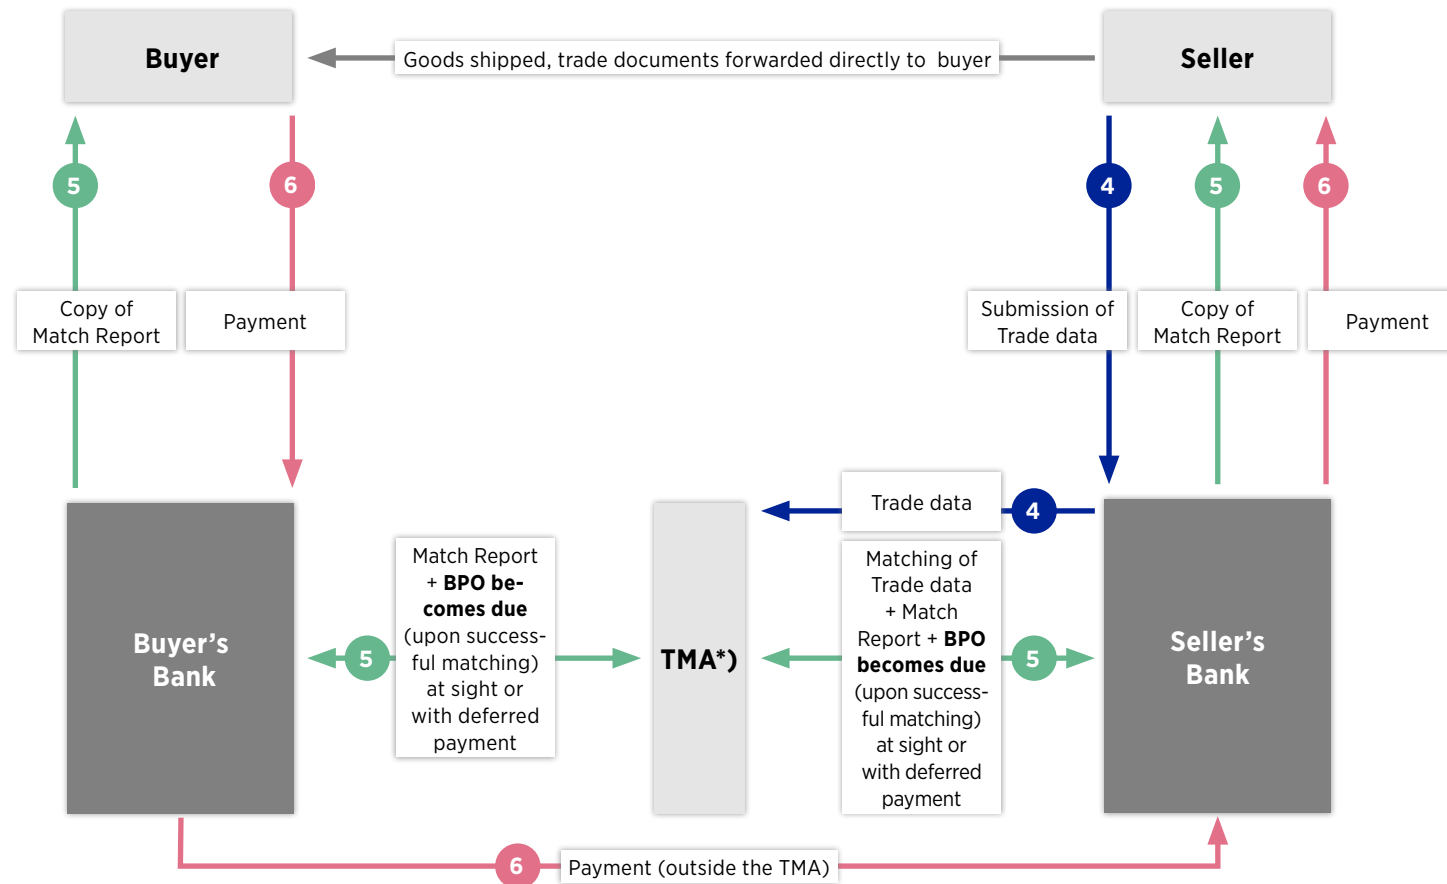 Buyer
Goods shipped, trade documents forwarded directly to buyer
Seller
5
6
4
5
6
Copy of
Match Report
Payment
Submission of
Trade data
Copy of
Match Report
Payment
Trade data
4
Match Report
+ BPO be-
comes due
(upon success-
ful matching)
at sight or
with deferred
payment
Matching of
Trade data
+ Match
Report + BPO
becomes due
(upon success-
ful matching)
at sight or
with deferred
payment
Buyer’s
Bank
5
TMA*)
5
Seller’s
Bank
6
Payment (outside the TMA)